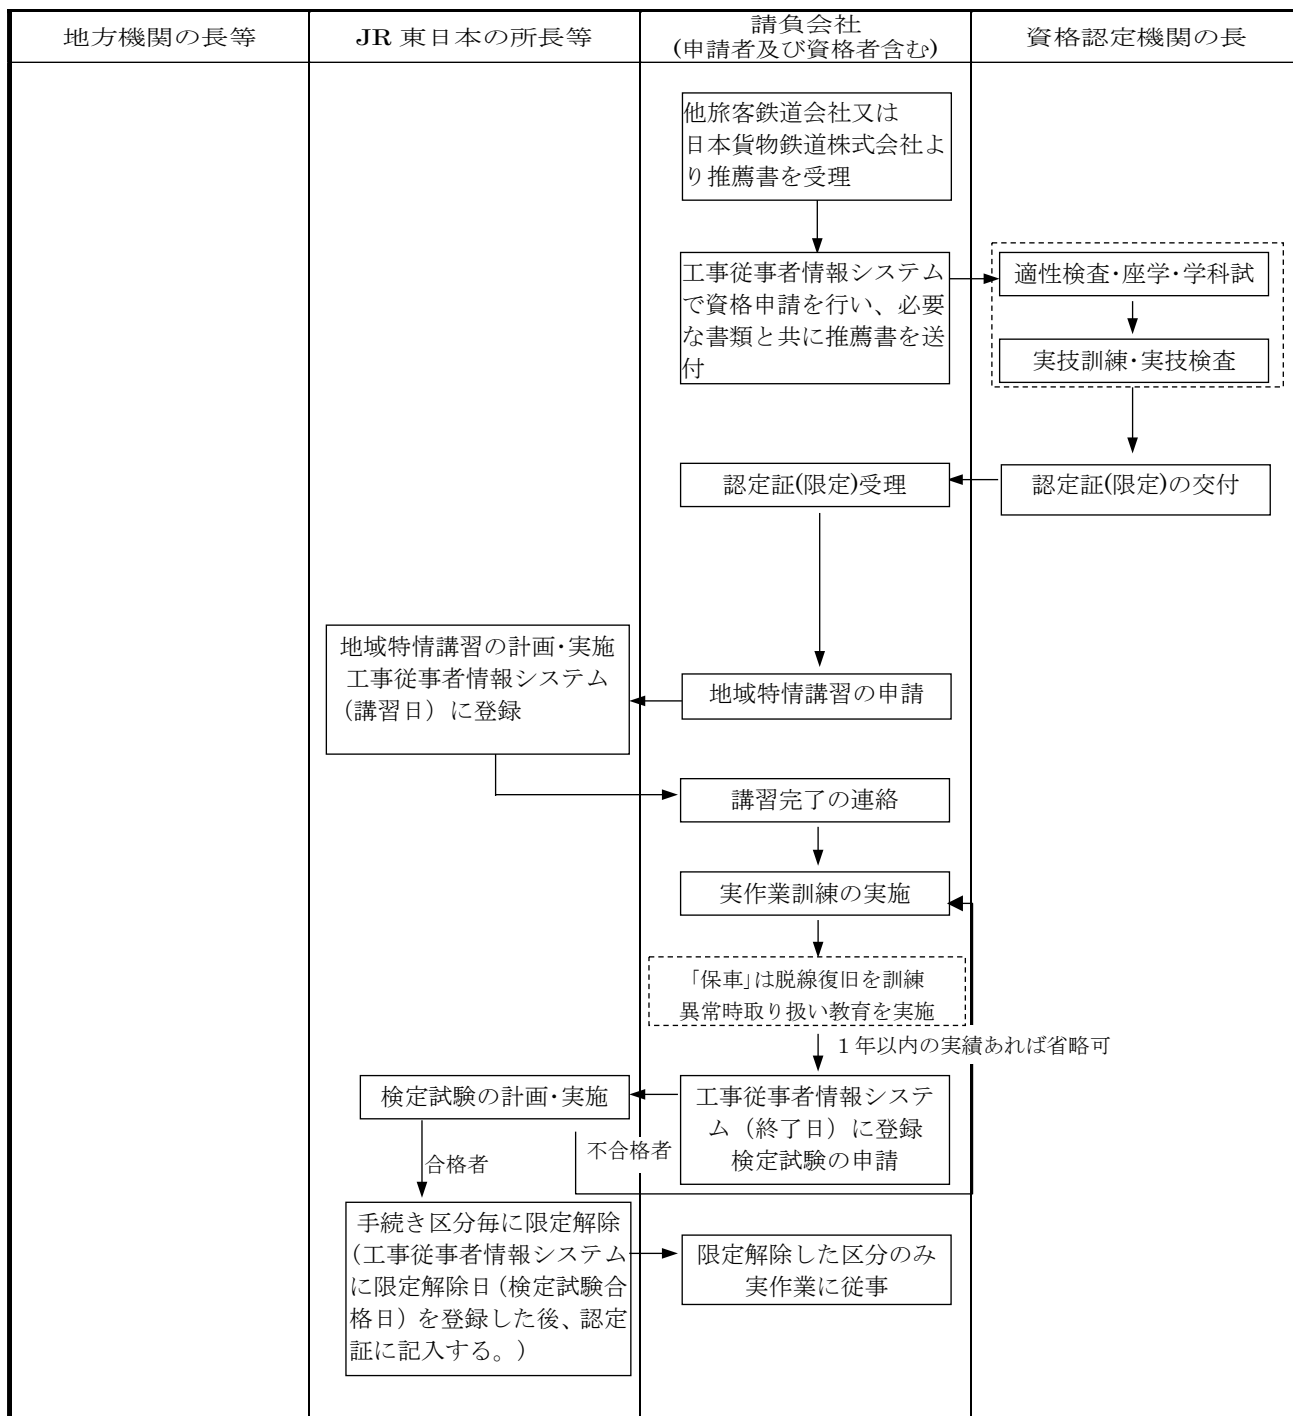 地方機関の長等
JR 東日本の所長等
請負会社
(申請者及び資格者含む)
資格認定機関の長
他旅客鉄道会社又は
日本貨物鉄道株式会社よ
り推薦書を受理
工事従事者情報システム
で資格申請を行い、必要
な書類と共に推薦書を送
付
適性検査･座学･学科試
実技訓練･実技検査
認定証(限定)受理
認定証(限定)の交付
地域特情講習の計画･実施
工事従事者情報システム
（講習日）に登録
地域特情講習の申請
講習完了の連絡
実作業訓練の実施
「保車」は脱線復旧を訓練
異常時取り扱い教育を実施
1 年以内の実績あれば省略可
検定試験の計画･実施
工事従事者情報システ
ム（終了日）に登録
検定試験の申請
不合格者
合格者
手続き区分毎に限定解除
(工事従事者情報システム
に限定解除日（検定試験合
格日）を登録した後、認定
証に記入する。)
限定解除した区分のみ
実作業に従事